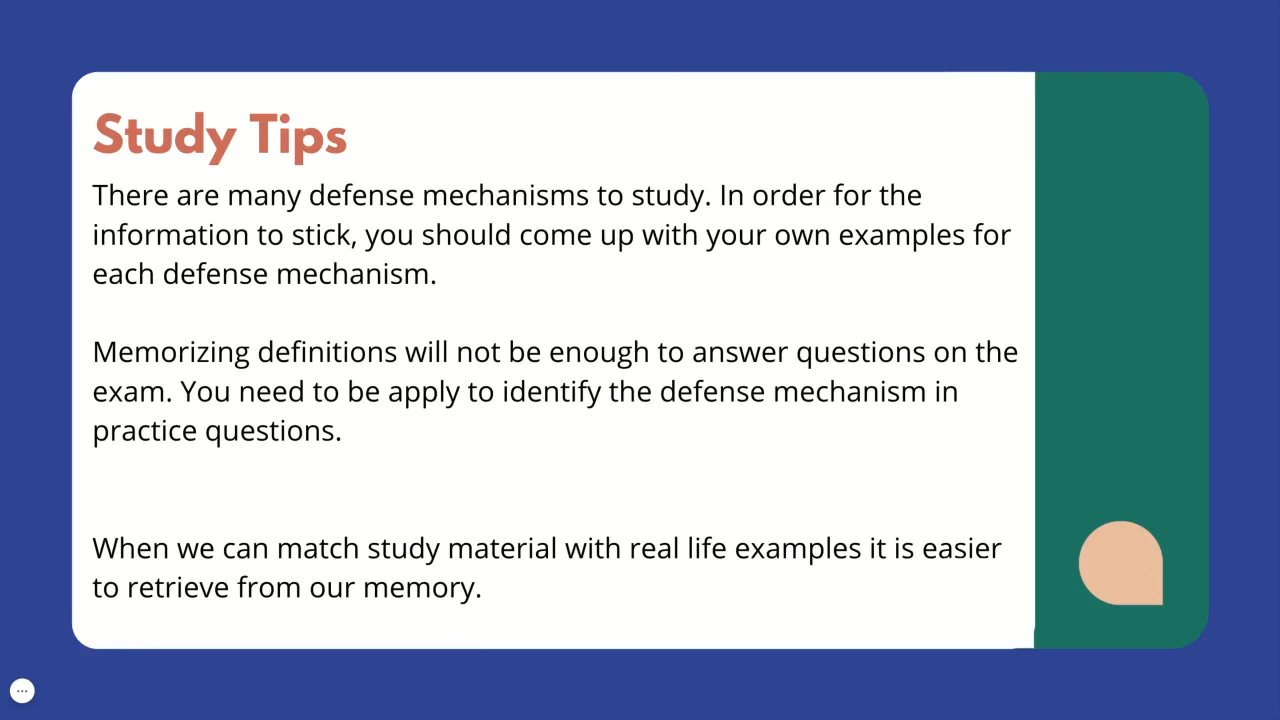 Study Tips
There are many defense mechanisms to study. In order for the
information to stick, you should come up with your own examples for
each defense mechanism.
Memorizing definitions will not be enough to answer questions on the
exam. You need to be apply to identify the defense mechanism in
practice questions.
When we can match study material with real life examples it is easier
to retrieve from our memory.